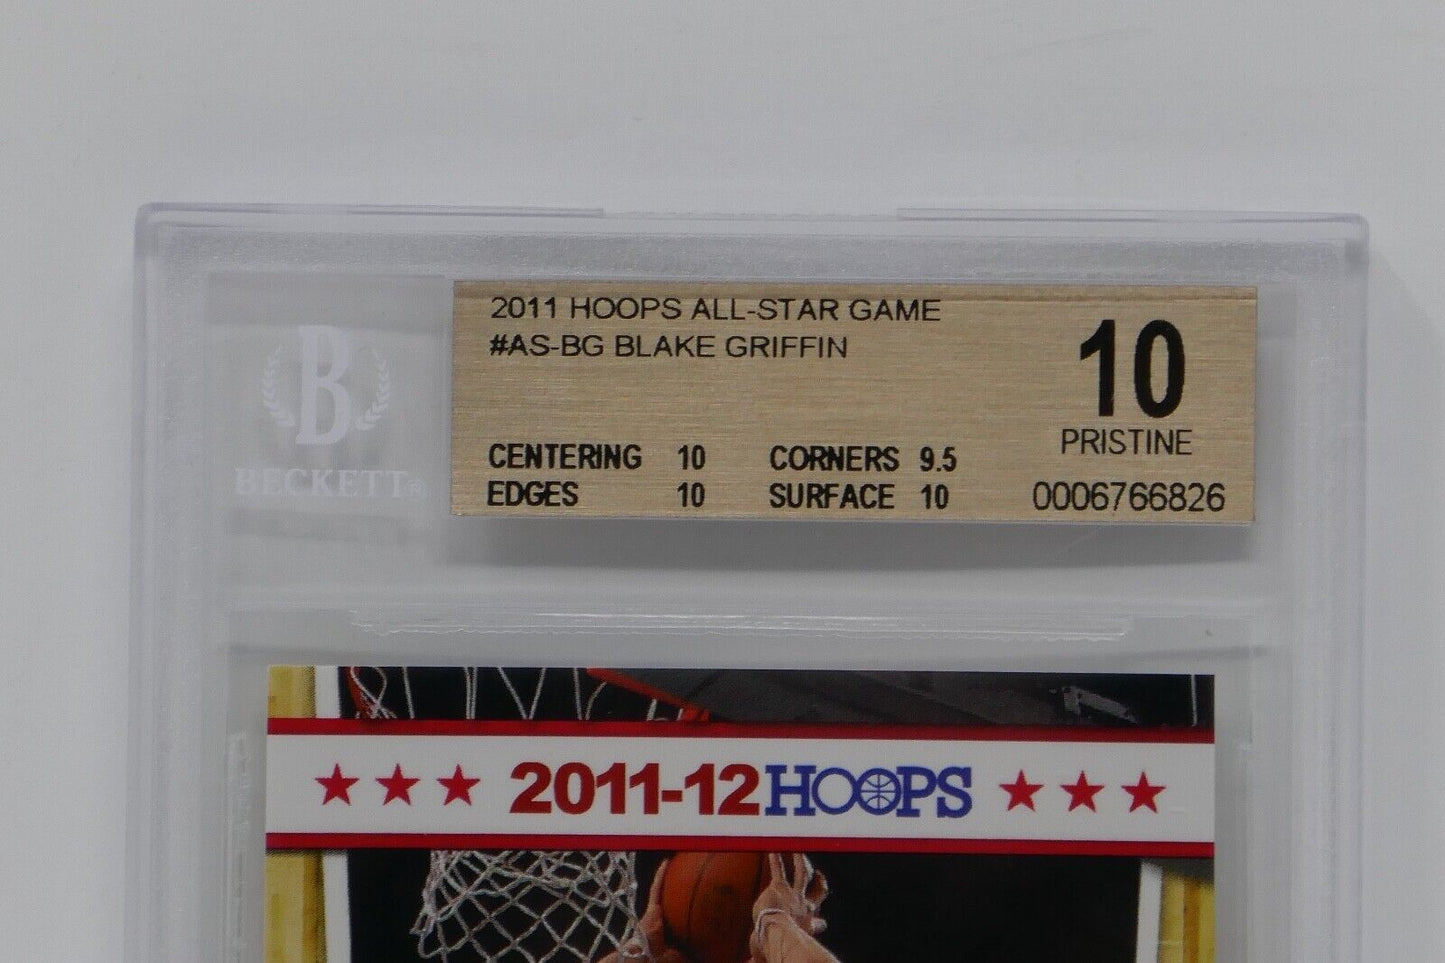 2011 HOOPS ALL-STAR GAME
#AS-BG BLAKE GRIFFIN
10
PRISTINE
CENTERING 10 CORNERS 9.5
EDGES 10 SURFACE 10
0006766826
B
BECKETT®
2011-12 HOOPS